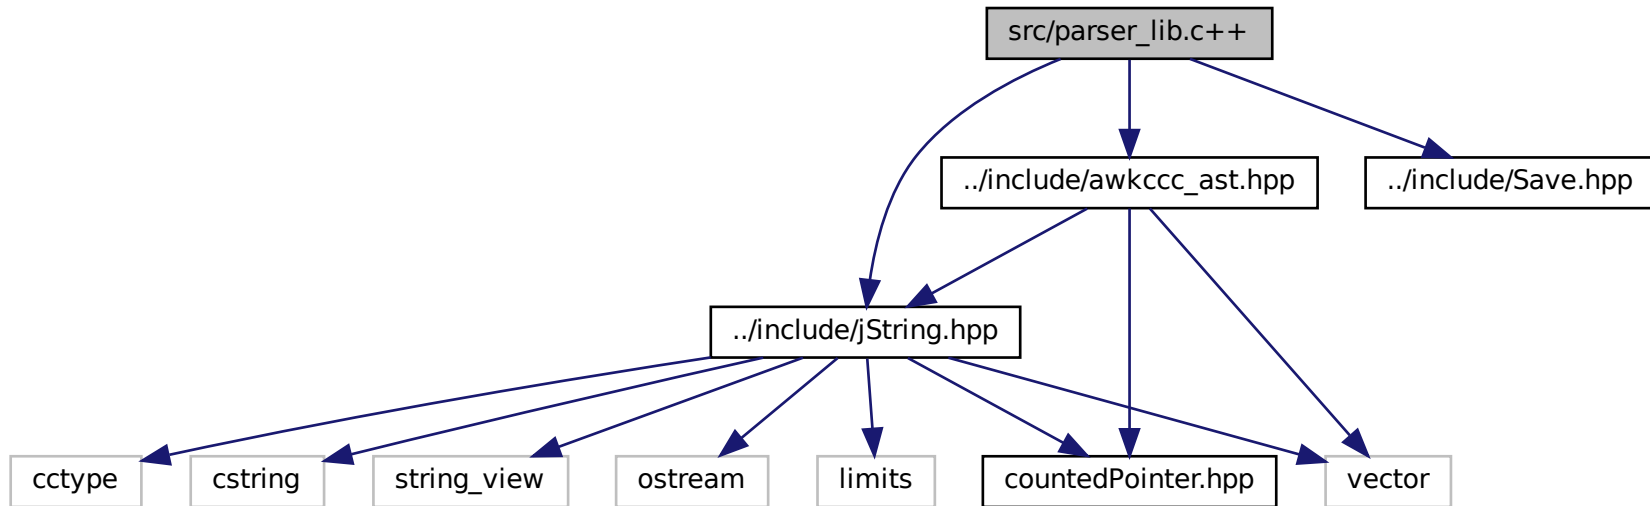 src/parser_lib.c++
../include/awkccc_ast.hpp
../include/Save.hpp
../include/jString.hpp
cctype
cstring
string_view
ostream
limits
countedPointer.hpp
vector